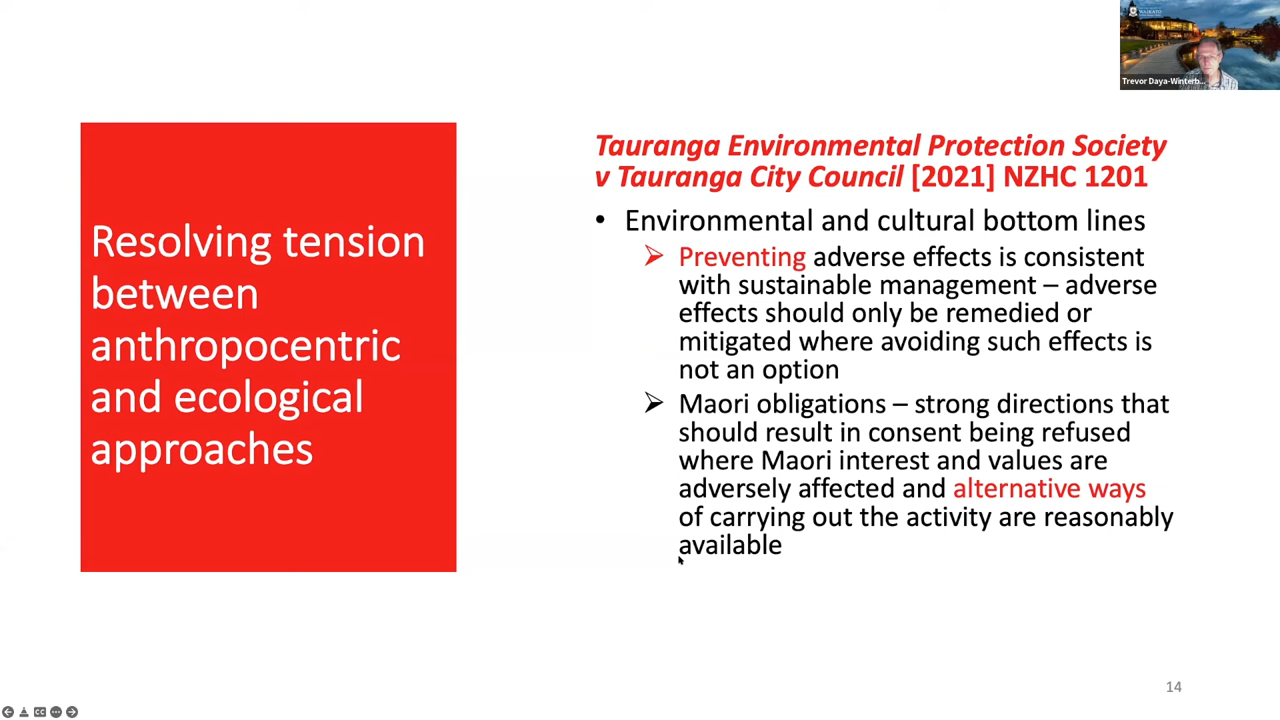 WAIKATO
Trevor Daya-Winterb...
Resolving tension
between
anthropocentric
and ecological
approaches
Tauranga Environmental Protection Society
v Tauranga City Council [2021] NZHC 1201
• Environmental and cultural bottom lines
Preventing adverse effects is consistent
with sustainable management – adverse
effects should only be remedied or
mitigated where avoiding such effects is
not an option
Maori obligations – strong directions that
should result in consent being refused
where Maori interest and values are
adversely affected and alternative ways
of carrying out the activity are reasonably
available
14
CC